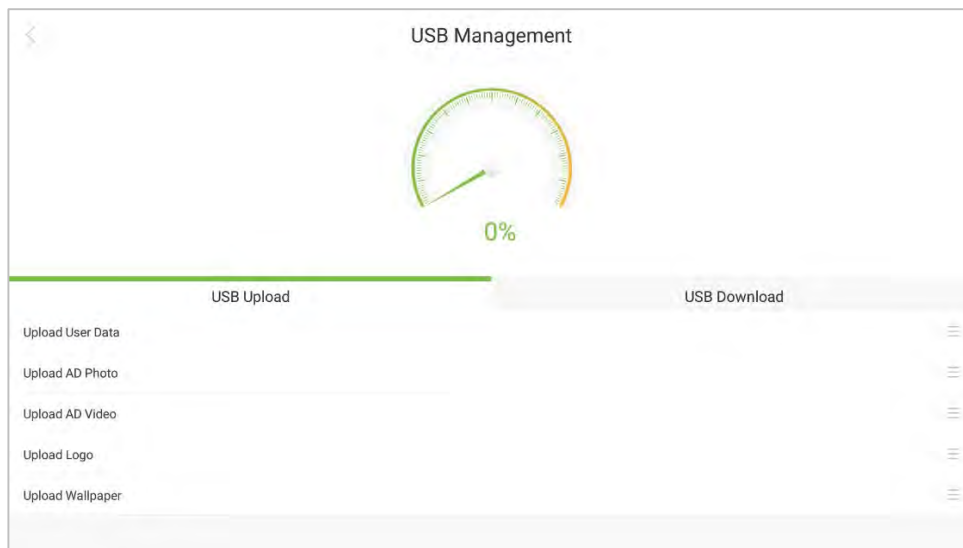 USB Management
0%
USB Upload
USB Download
Upload User Data
Upload AD Photo
Upload AD Video
Upload Logo
Upload Wallpaper